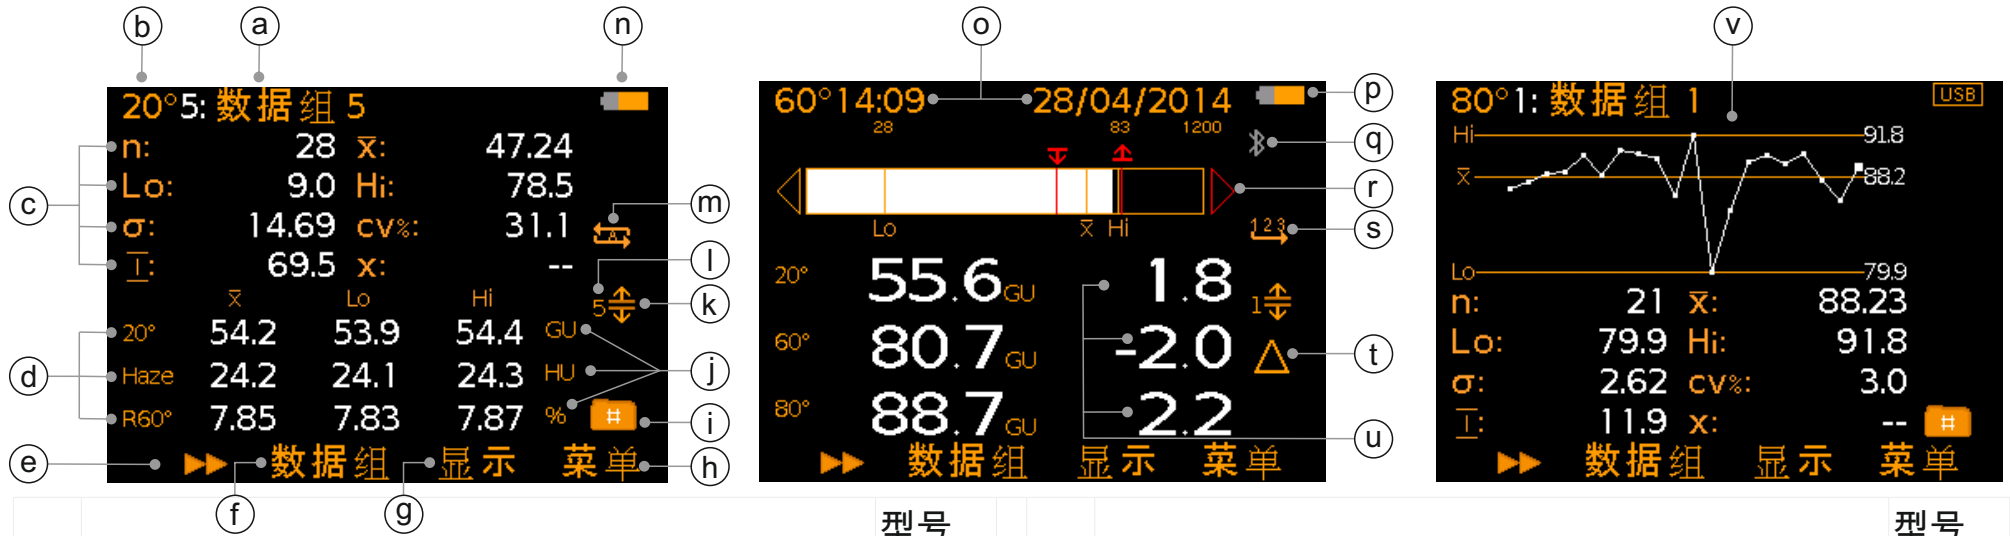 b a n o v
20°5: 数据组 5
n: 28 x̄: 47.24
Lo: 9.0 Hi: 78.5
σ: 14.69 cv%: 31.1
工: 69.5 x: --
x̄ Lo Hi
20° 54.2 53.9 54.4 GU
Haze 24.2 24.1 24.3 HU
R60° 7.85 7.83 7.87 %
5
A
#
数据组 显示 菜单
c
d
e
f
g
m
l
k
j
i
h
60°14:09 28/04/2014
28 83 1200
Lo x̄ Hi
123
20° 55.6GU 1.8
1
60° 80.7GU -2.0
80° 88.7GU -2.2
数据组 显示 菜单
p
q
r
s
t
u
80°1: 数据组 1 USB
Hi 91.8
x̄ 88.2
Lo 79.9
n: 21 x̄: 88.23
Lo: 79.9 Hi: 91.8
σ: 2.62 cv%: 3.0
工: 11.9 x: --
#
数据组 显示 菜单
型号 型号